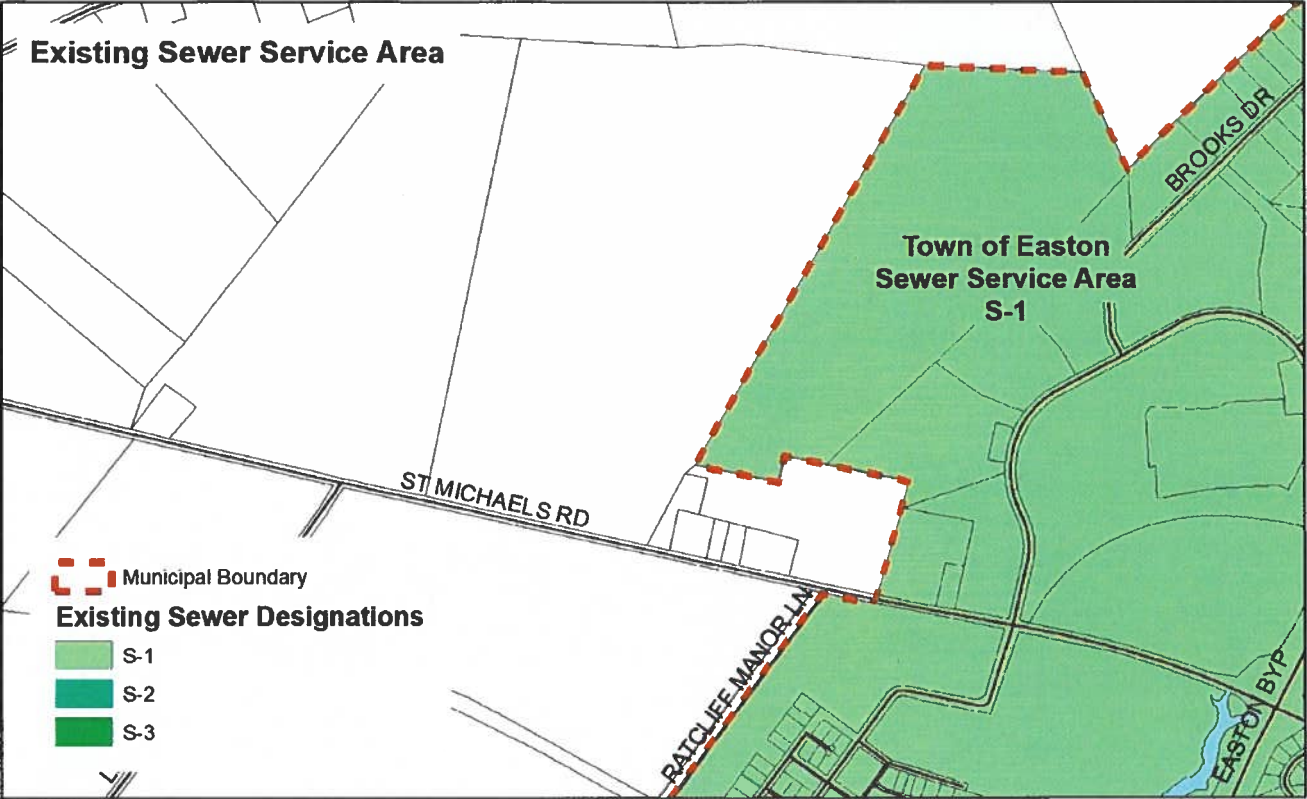 Existing Sewer Service Area
BROOKS DR
Town of Easton
Sewer Service Area
S-1
ST MICHAELS RD
Municipal Boundary
Existing Sewer Designations
S-1
S-2
S-3
RATCLIFF MANOR LN
EASTON BYP
L